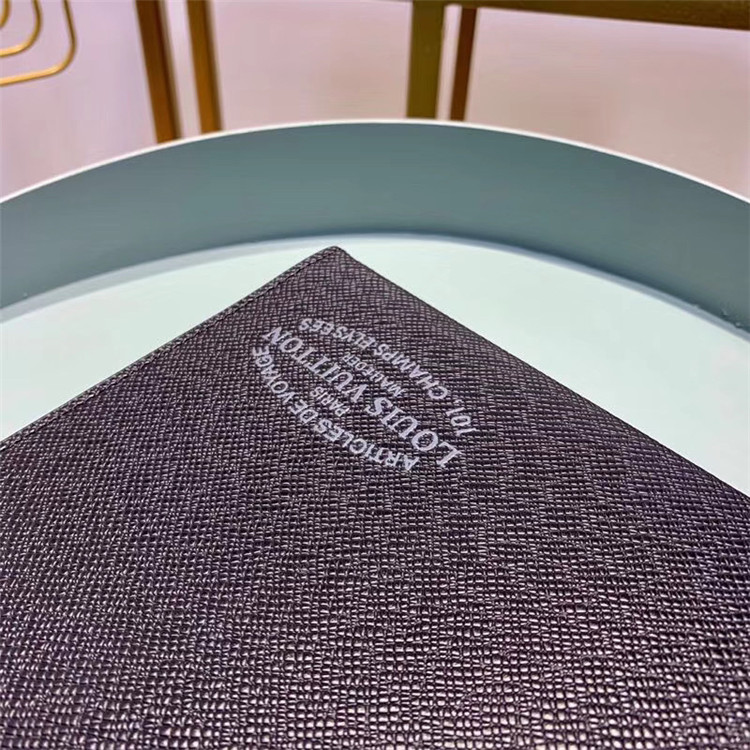 ARTICLES DE VOYAGE
PARIS
LOUIS VUITTON
MALLETIER
101, CHAMPS ELYSEES